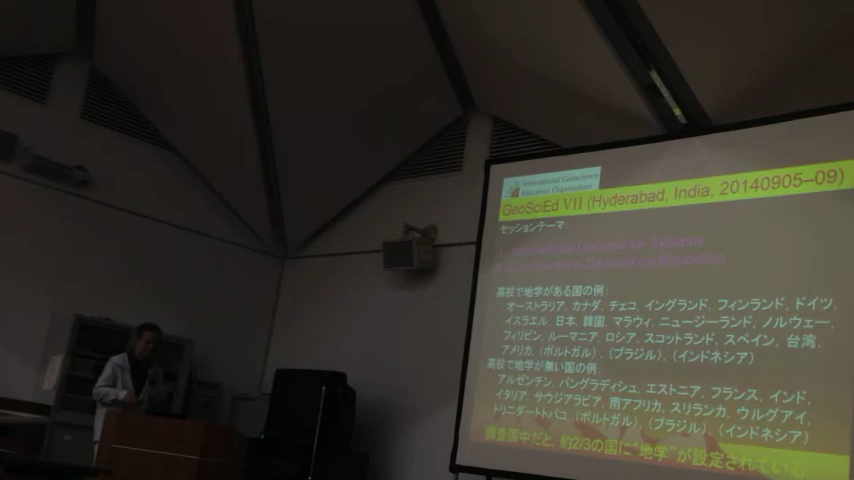 International Geoscience
Education Organisation
GeoSciEd VII (Hyderabad, India, 20140905–09)
セッションテーマ:
International Geoscience Syllabus
Geoscience Education
高校で地学がある国の例:
オーストラリア, カナダ, チェコ, イングランド, フィンランド, ドイツ,
イスラエル, 日本, 韓国, マラウィ, ニュージーランド, ノルウェー,
フィリピン, ルーマニア, ロシア, スコットランド, スペイン, 台湾,
アメリカ, (ポルトガル), (ブラジル), (インドネシア)
高校で地学が無い国の例:
アルゼンチン, バングラディシュ, エストニア, フランス, インド,
イタリア, サウジアラビア, 南アフリカ, スリランカ, ウルグアイ,
トリニダートトバコ (ポルトガル), (ブラジル), (インドネシア)
調査国中だと, 約2/3の国に"地学"が設定されている